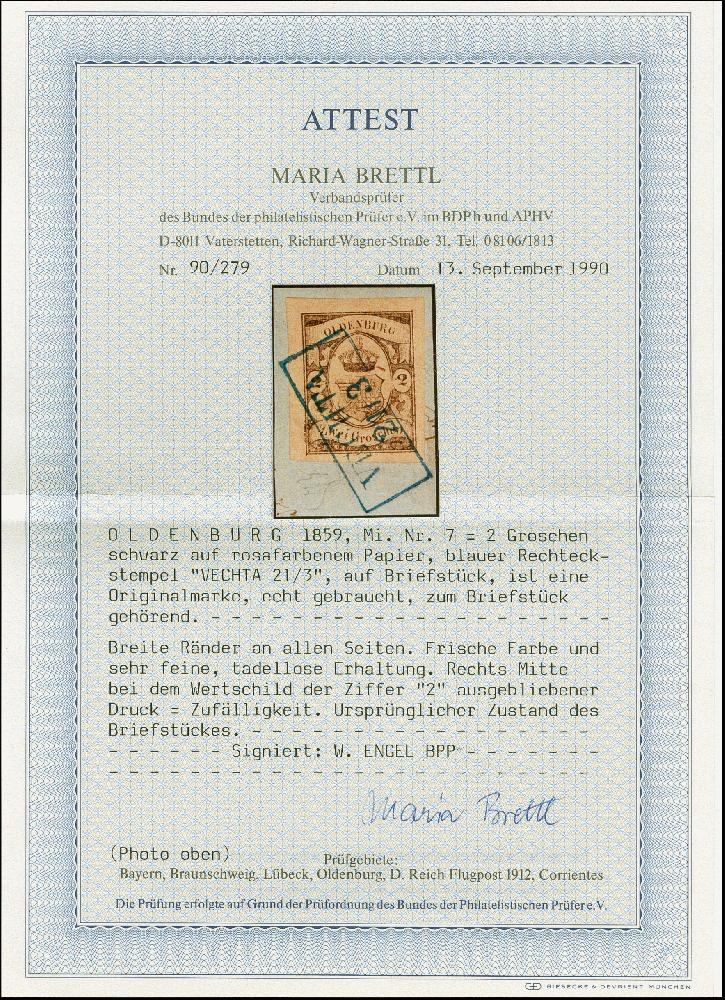 ATTEST
MARIA BRETTL
Verbandsprüfer
des Bundes der philatelistischen Prüfer e.V. im BDPh und APHV
D-8011 Vaterstetten, Richard-Wagner-Straße 31, Tel. 08106/1813
Nr. 90/279 Datum 13. September 1990
OLDENBURG
2
VECHTA
O L D E N B U R G 1859, Mi. Nr. 7 = 2 Groschen
schwarz auf rosafarbenem Papier, blauer Rechteck-
stempel "VECHTA 21/3", auf Briefstück, ist eine
Originalmarke, echt gebraucht, zum Briefstück
gehörend. - - - - - - - - - - - - - - - - - - -
Breite Ränder an allen Seiten. Frische Farbe und
sehr feine, tadellose Erhaltung. Rechts Mitte
bei dem Wertschild der Ziffer "2" ausgebliebener
Druck = Zufälligkeit. Ursprünglicher Zustand des
Briefstückes. - - - - - - - - - - - - - - - - -
- - - - - - Signiert: W. ENGEL BPP - - - - - - -
- - - - - - - - - - - - - - - - - - - - - - - -
Maria Brettl
(Photo oben)
Prüfgebiete:
Bayern, Braunschweig, Lübeck, Oldenburg, D. Reich Flugpost 1912, Corrientes
Die Prüfung erfolgte auf Grund der Prüfordnung des Bundes der Philatelistischen Prüfer e.V.
GIESECKE & DEVRIENT MÜNCHEN